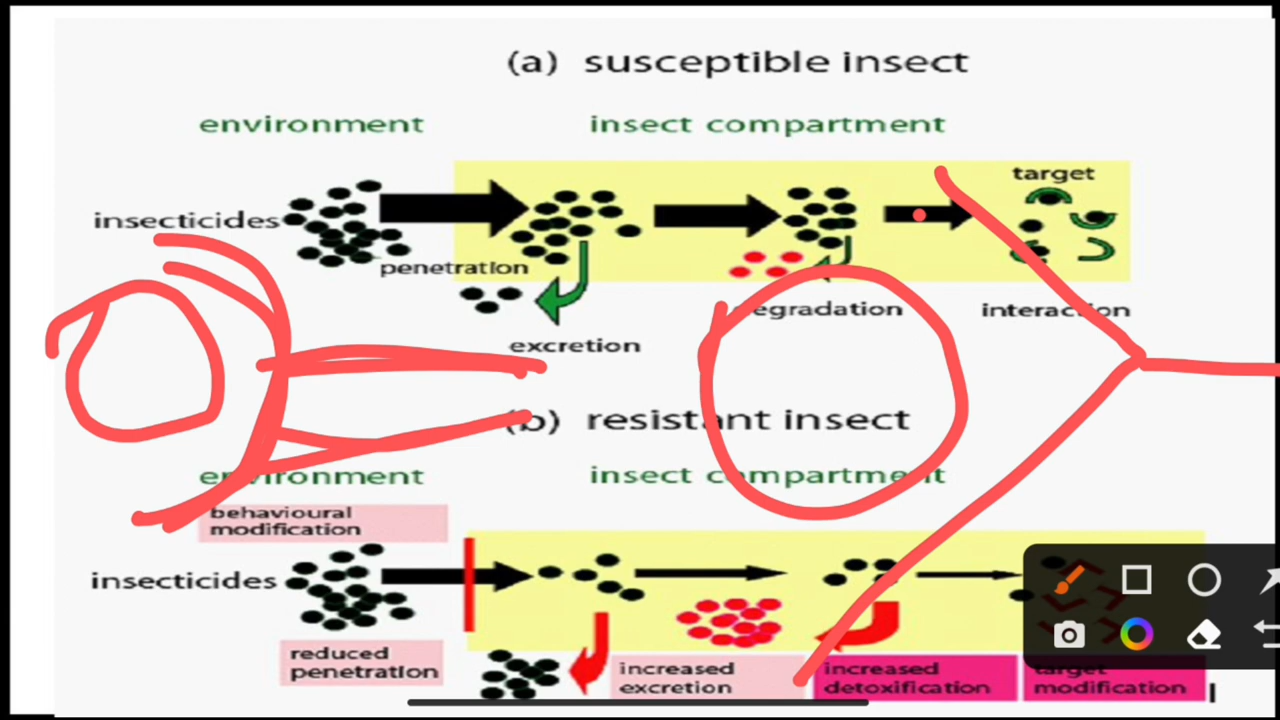 (a) susceptible insect
environment
insect compartment
target
insecticides
penetration
degradation
interaction
excretion
(b) resistant insect
environment
insect compartment
behavioural
modification
insecticides
reduced
penetration
increased
excretion
increased
detoxification
target
modification